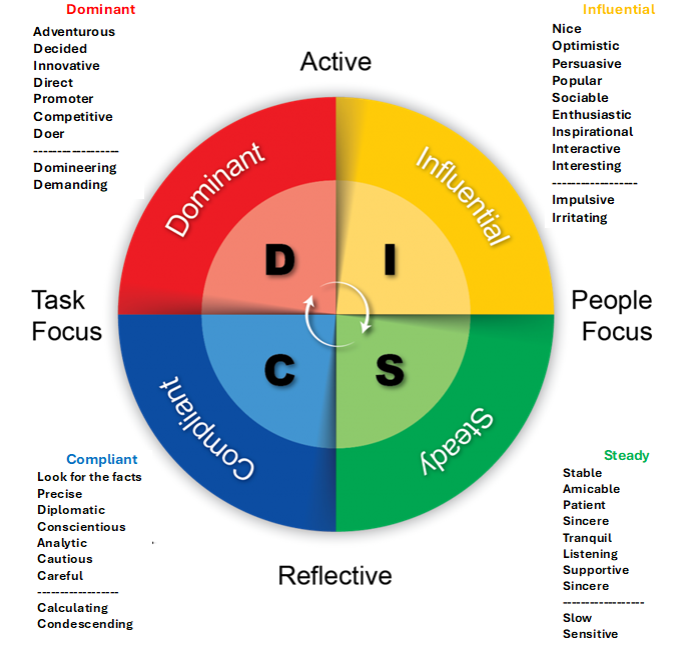 Dominant
Adventurous
Decided
Innovative
Direct
Promoter
Competitive
Doer
------------------
Domineering
Demanding
Influential
Nice
Optimistic
Persuasive
Popular
Sociable
Enthusiastic
Inspirational
Interactive
Interesting
------------------
Impulsive
Irritating
Active
Dominant
Influential
D
I
Task
Focus
People
Focus
C
S
Compliant
Steady
Reflective
Compliant
Look for the facts
Precise
Diplomatic
Conscientious
Analytic
Cautious
Careful
------------------
Calculating
Condescending
Steady
Stable
Amicable
Patient
Sincere
Tranquil
Listening
Supportive
Sincere
------------------
Slow
Sensitive